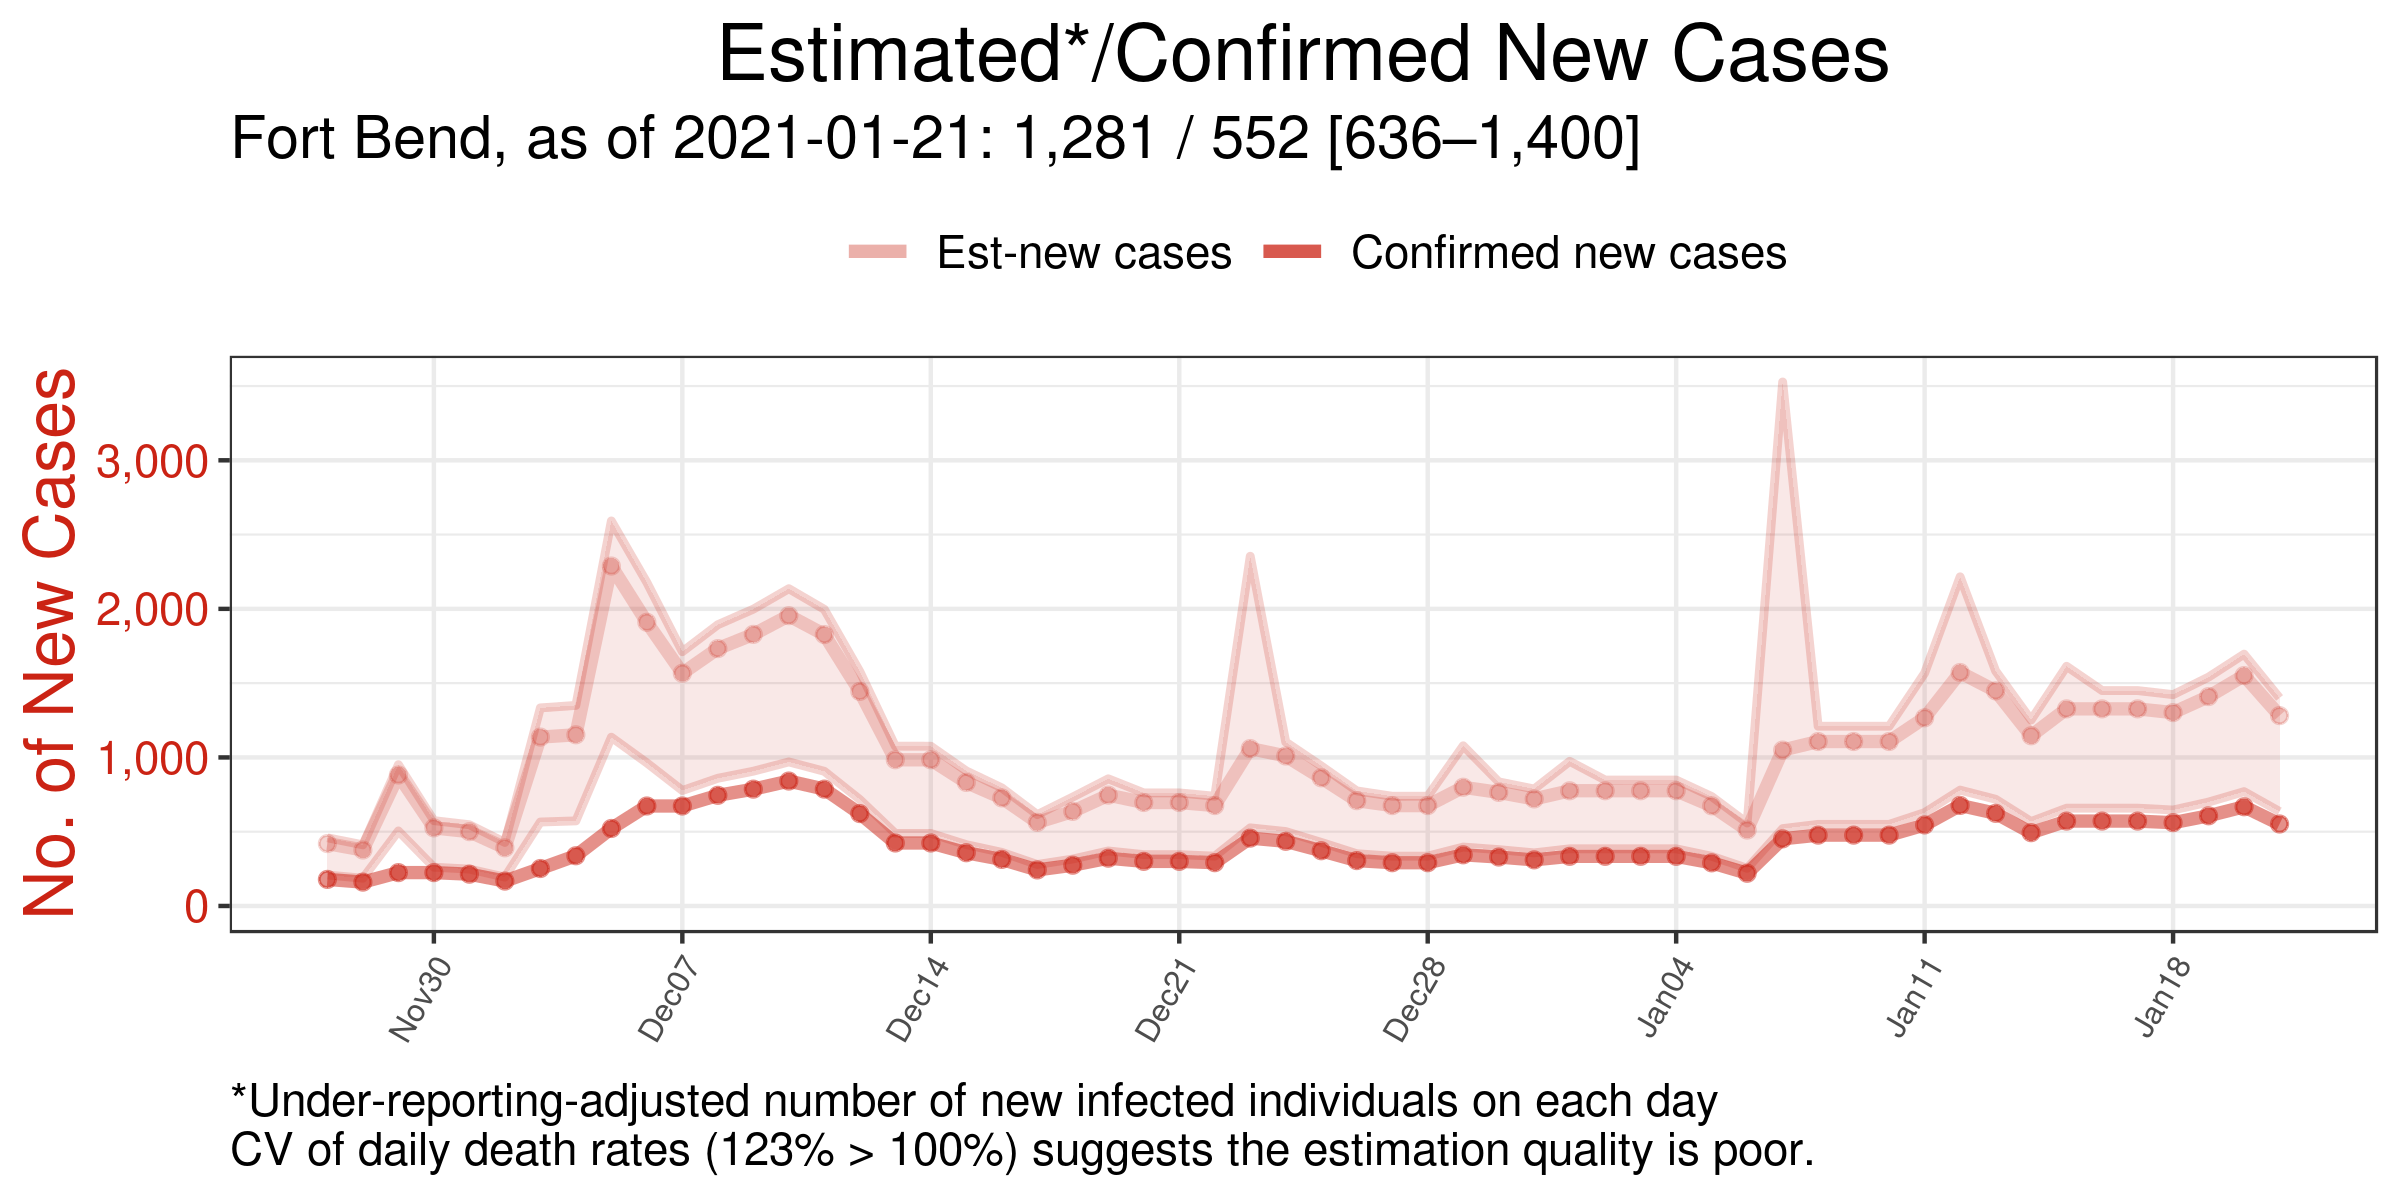 Estimated*/Confirmed New Cases
Fort Bend, as of 2021-01-21: 1,281 / 552 [636–1,400]
Est-new cases Confirmed new cases
No. of New Cases
3,000
2,000
1,000
0
Nov30 Dec07 Dec14 Dec21 Dec28 Jan04 Jan11 Jan18
*Under-reporting-adjusted number of new infected individuals on each day
CV of daily death rates (123% > 100%) suggests the estimation quality is poor.